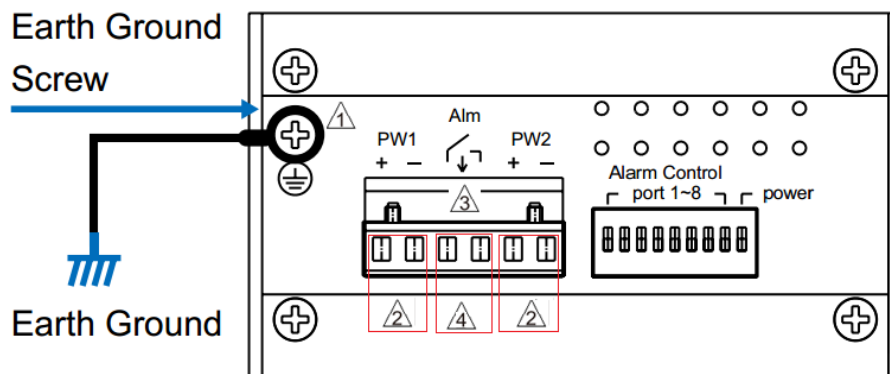 Earth Ground
Screw
1
Alm
PW1
PW2
+ − + −
Alarm Control
port 1~8
power
3
2 4 2
Earth Ground